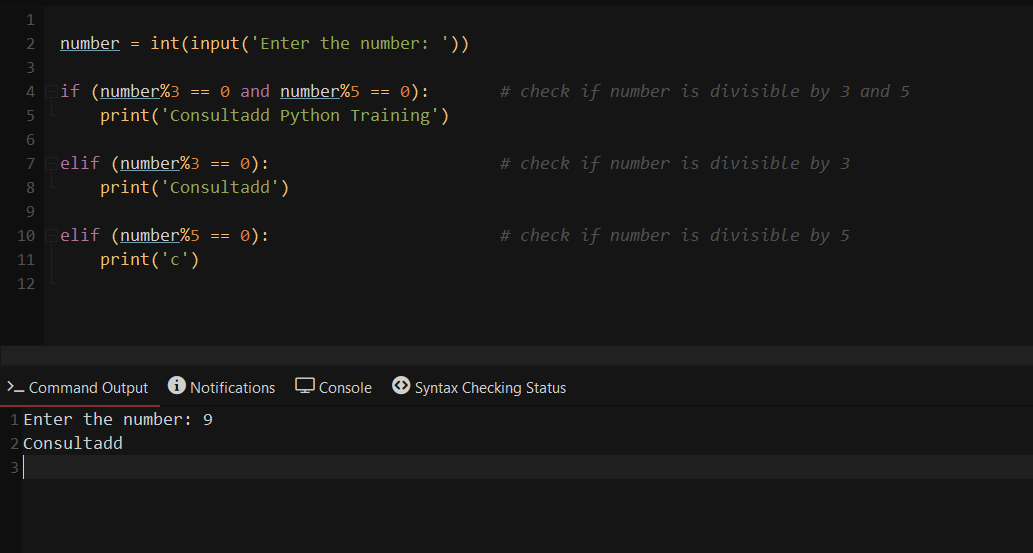 1
2 number = int(input('Enter the number: '))
3
4 if (number%3 == 0 and number%5 == 0): # check if number is divisible by 3 and 5
5 print('Consultadd Python Training')
6
7 elif (number%3 == 0): # check if number is divisible by 3
8 print('Consultadd')
9
10 elif (number%5 == 0): # check if number is divisible by 5
11 print('c')
12
Command Output Notifications Console Syntax Checking Status
1 Enter the number: 9
2 Consultadd
3